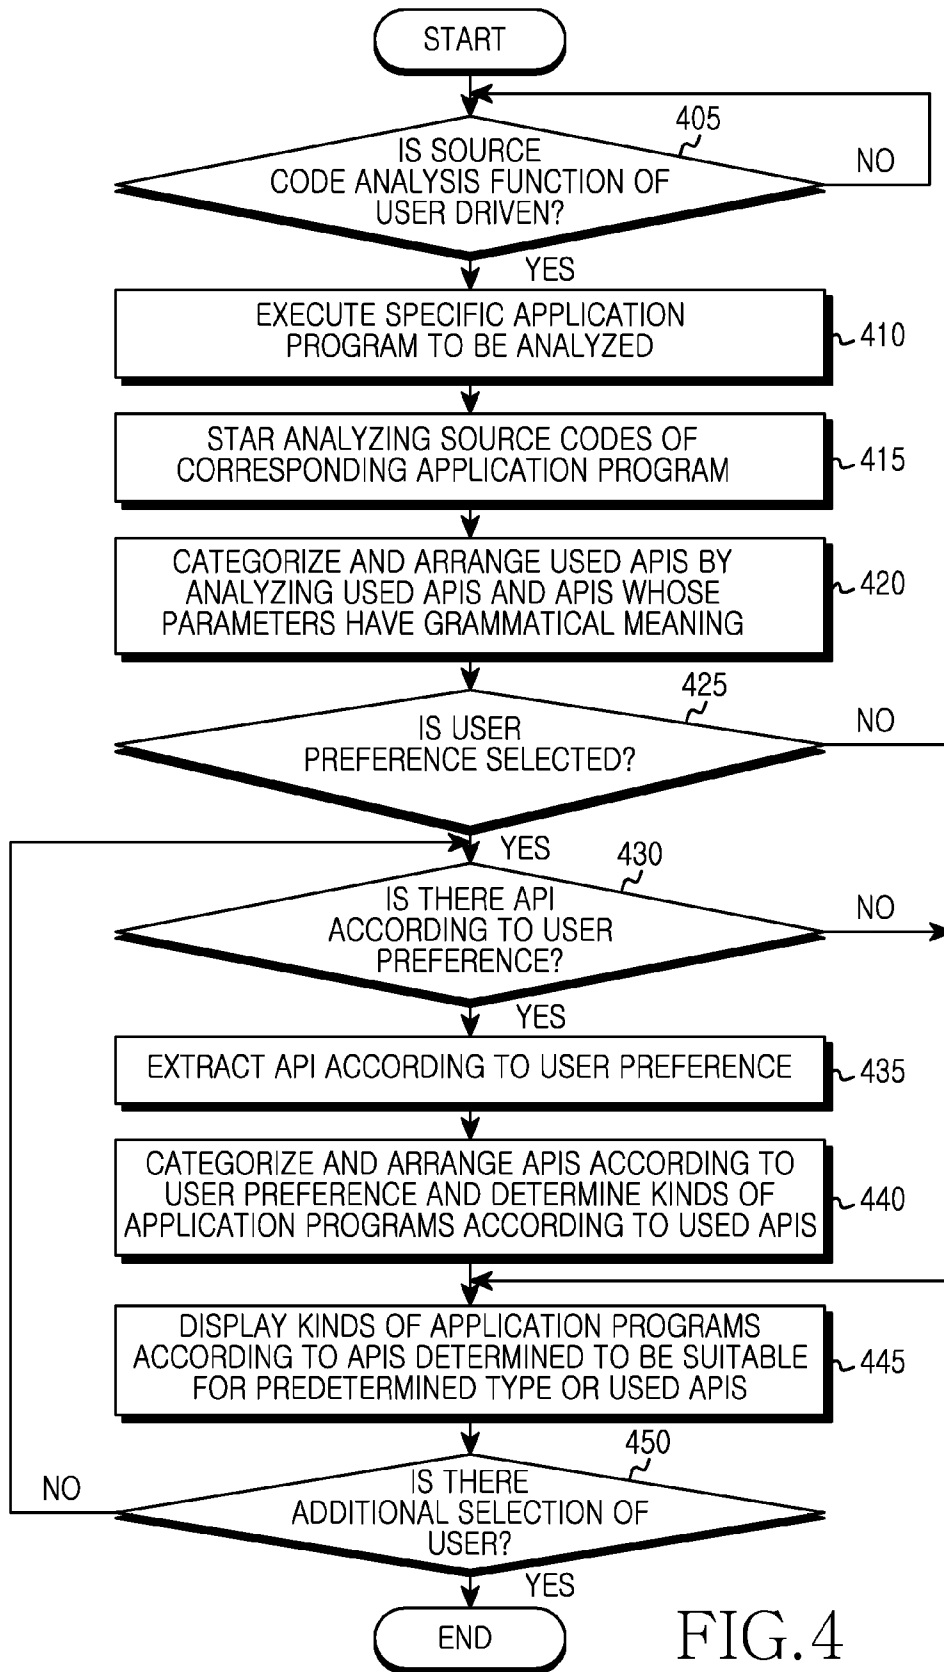 START
405
IS SOURCE
CODE ANALYSIS FUNCTION OF
USER DRIVEN?
NO
YES
EXECUTE SPECIFIC APPLICATION
PROGRAM TO BE ANALYZED
410
STAR ANALYZING SOURCE CODES OF
CORRESPONDING APPLICATION PROGRAM
415
CATEGORIZE AND ARRANGE USED APIS BY
ANALYZING USED APIS AND APIS WHOSE
PARAMETERS HAVE GRAMMATICAL MEANING
420
425
IS USER
PREFERENCE SELECTED?
NO
YES
430
IS THERE API
ACCORDING TO USER
PREFERENCE?
NO
YES
EXTRACT API ACCORDING TO USER PREFERENCE
435
CATEGORIZE AND ARRANGE APIS ACCORDING TO
USER PREFERENCE AND DETERMINE KINDS OF
APPLICATION PROGRAMS ACCORDING TO USED APIS
440
DISPLAY KINDS OF APPLICATION PROGRAMS
ACCORDING TO APIS DETERMINED TO BE SUITABLE
FOR PREDETERMINED TYPE OR USED APIS
445
450
IS THERE
ADDITIONAL SELECTION OF
USER?
NO
YES
END
FIG.4